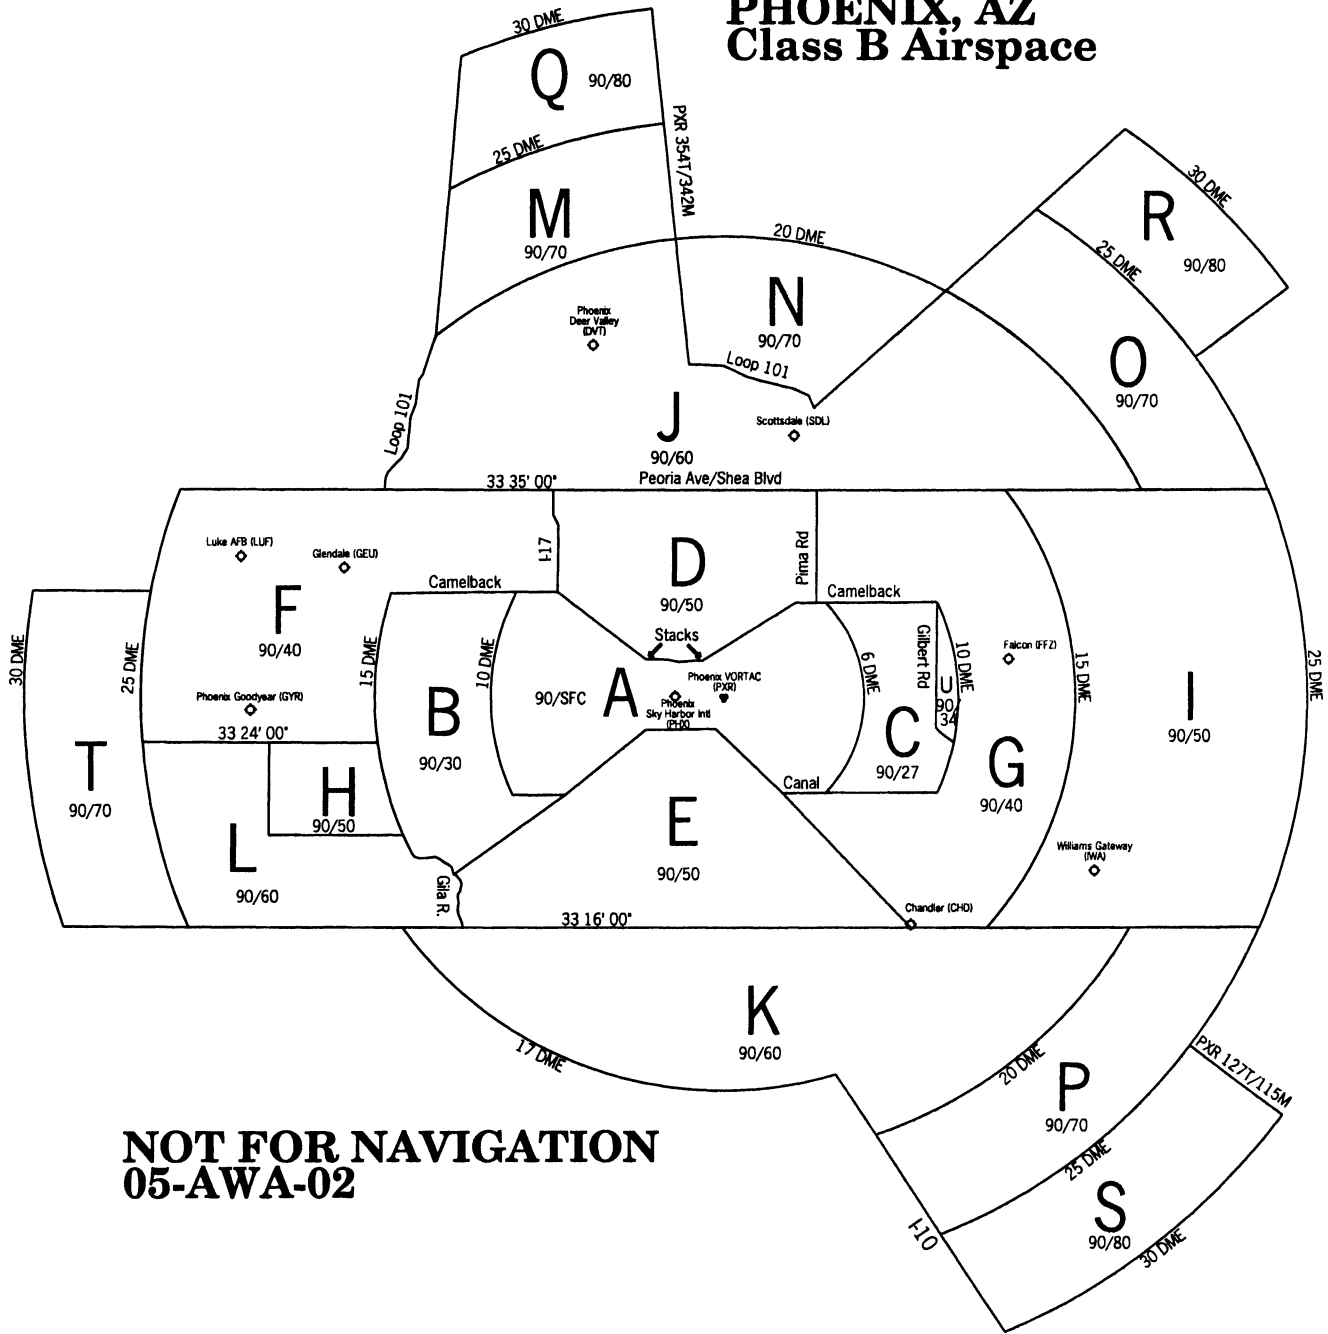 PHOENIX, AZ
Class B Airspace
30 DME
Q 90/80
25 DME
PXR 354T/342M
M
90/70
20 DME
30 DME
R
90/80
25 DME
N
90/70
Phoenix
Deer Valley
(DVT)
Loop 101
O
90/70
Loop 101
J
90/60
Scottsdale (SDL)
33 35' 00"
Peoria Ave/Shea Blvd
Luke AFB (LUF)
Glendale (GEU)
I-17
D
90/50
Pima Rd
Camelback
Camelback
F
90/40
30 DME
25 DME
15 DME
10 DME
Stacks
Gilbert Rd
6 DME
10 DME
Falcon (FFZ)
15 DME
25 DME
Phoenix Goodyear (GYR)
33 24' 00"
B
90/30
90/SFC
A
Phoenix VORTAC
(PXR)
Phoenix
Sky Harbor Intl
(PHX)
C
90/27
U
90/
34
G
90/40
I
90/50
T
90/70
H
90/50
Canal
L
90/60
E
90/50
Williams Gateway
(IWA)
Gila R.
33 16' 00"
Chandler (CHD)
K
90/60
17 DME
20 DME
PXR 127T/115M
P
90/70
25 DME
S
90/80
30 DME
I-10
NOT FOR NAVIGATION
05-AWA-02